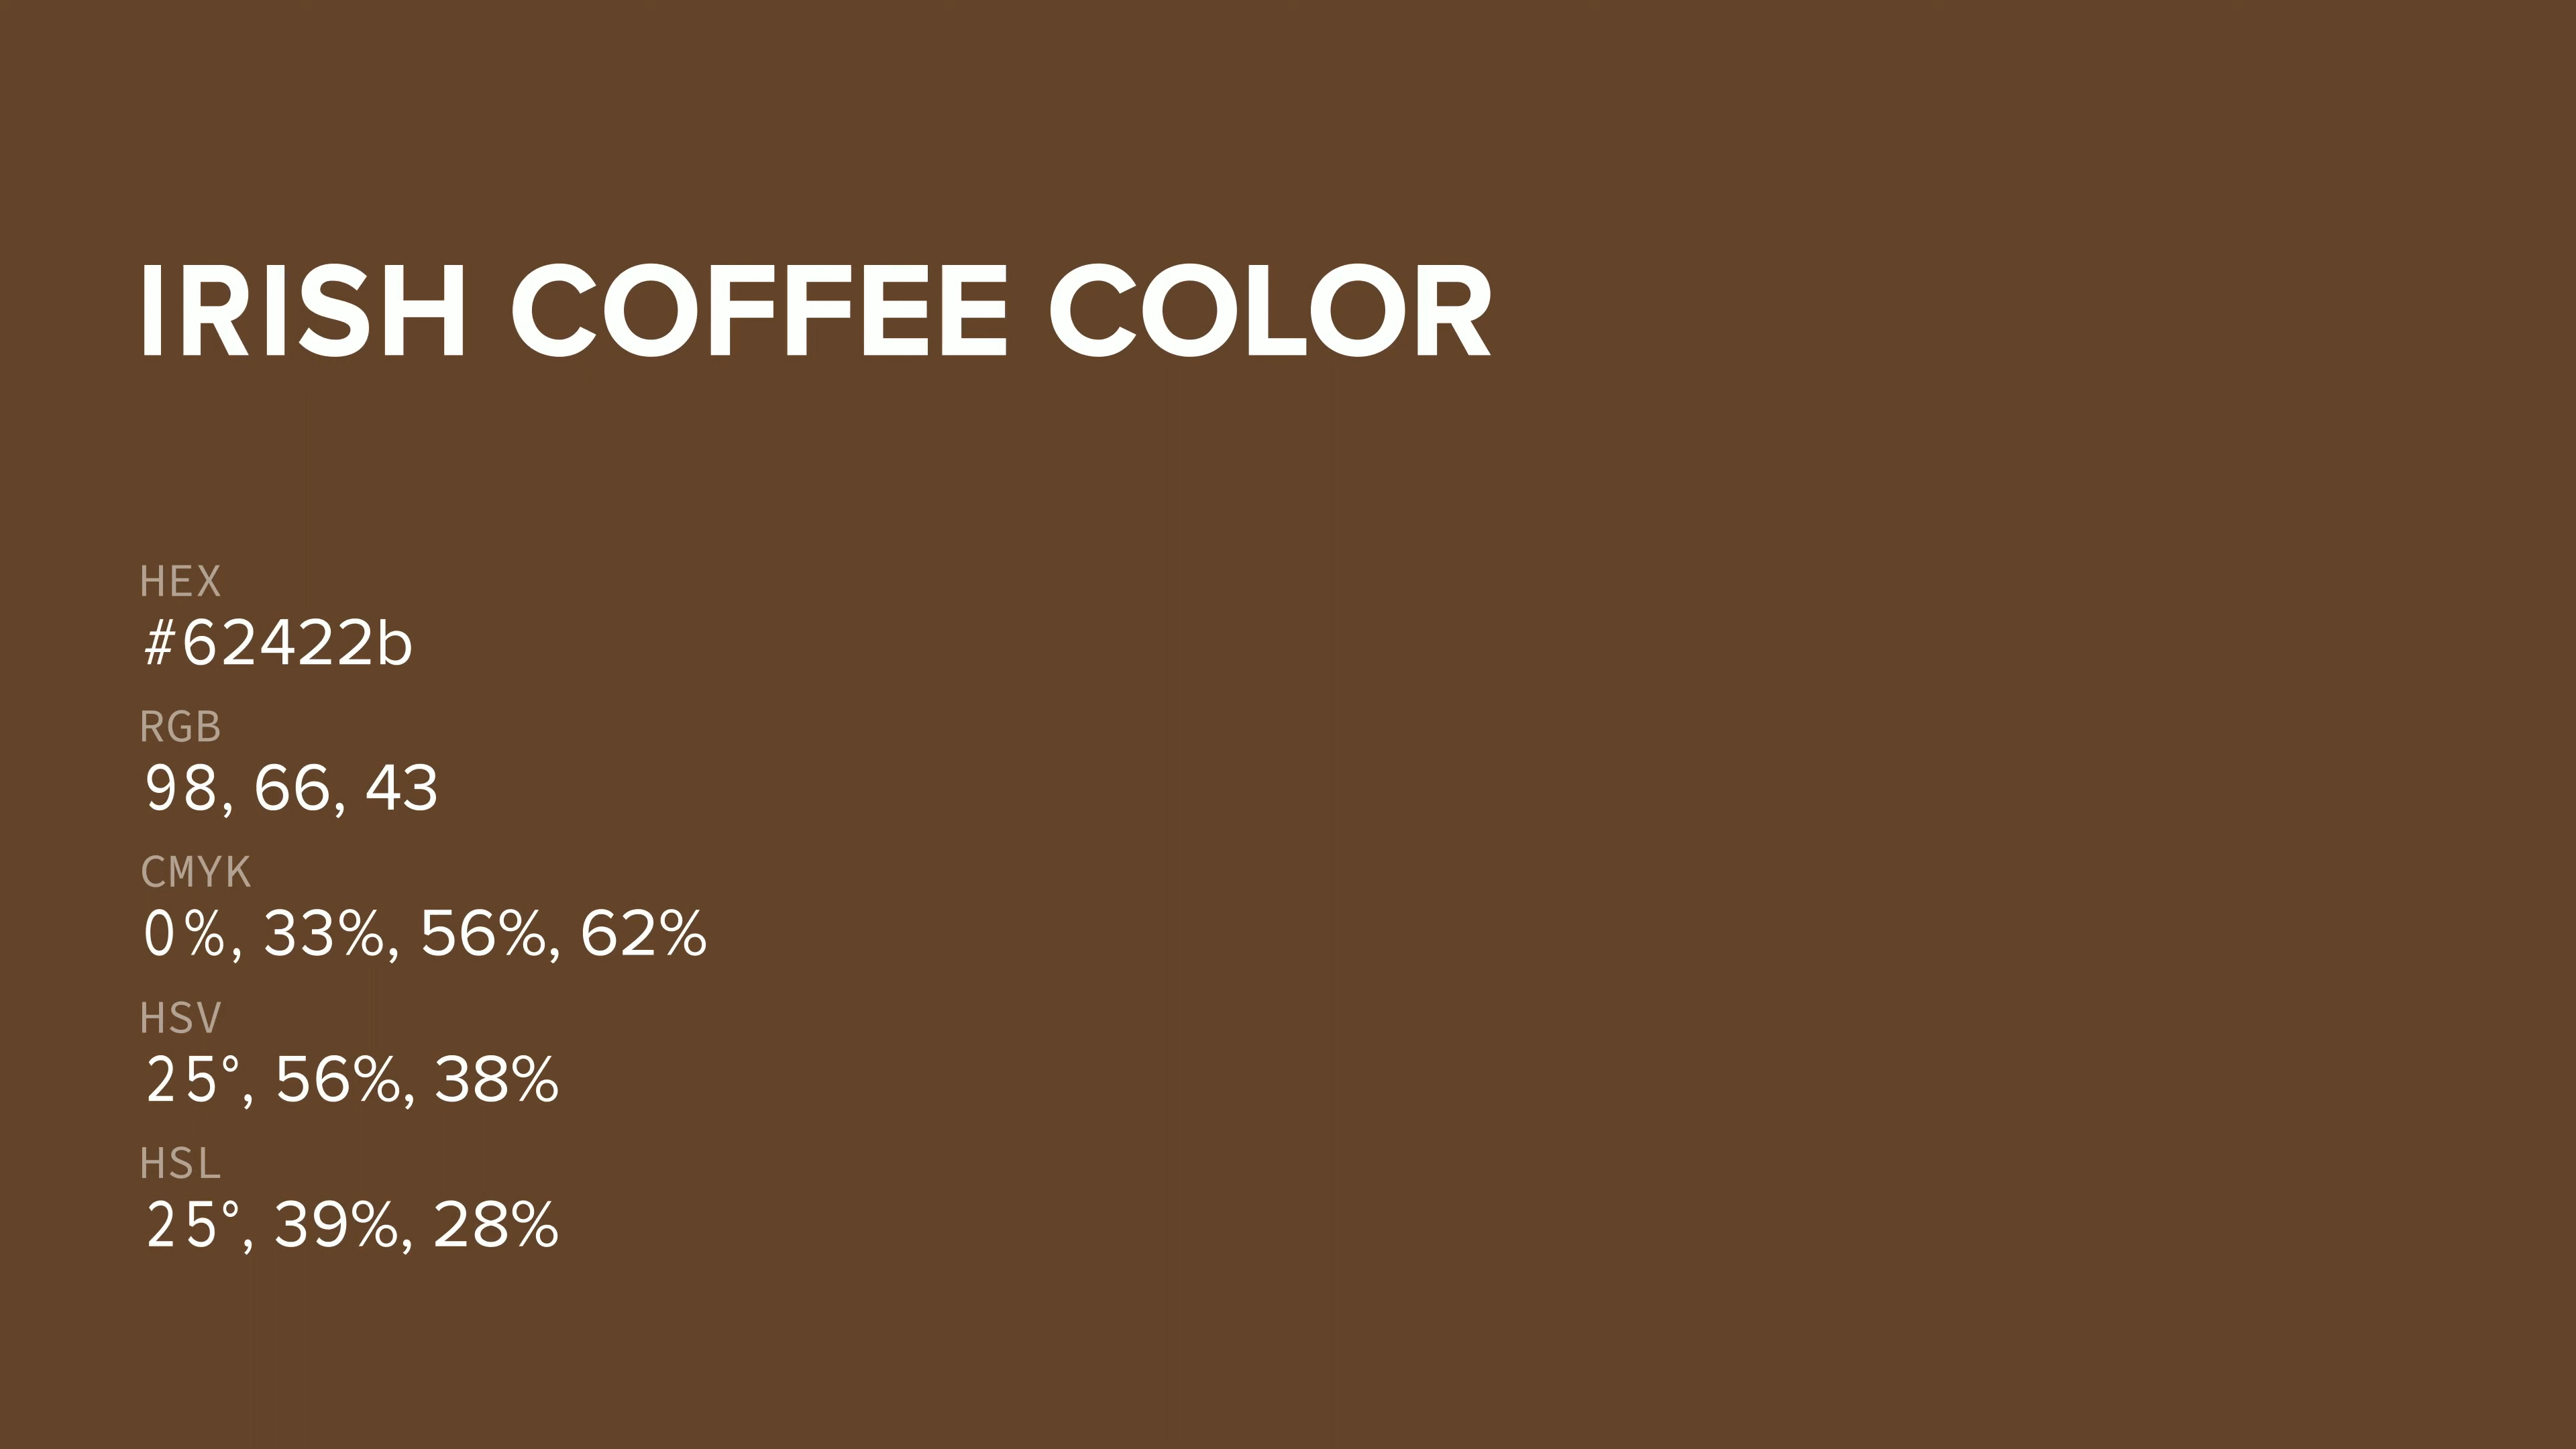 IRISH COFFEE COLOR
HEX
#62422b
RGB
98, 66, 43
CMYK
0%, 33%, 56%, 62%
HSV
25°, 56%, 38%
HSL
25°, 39%, 28%